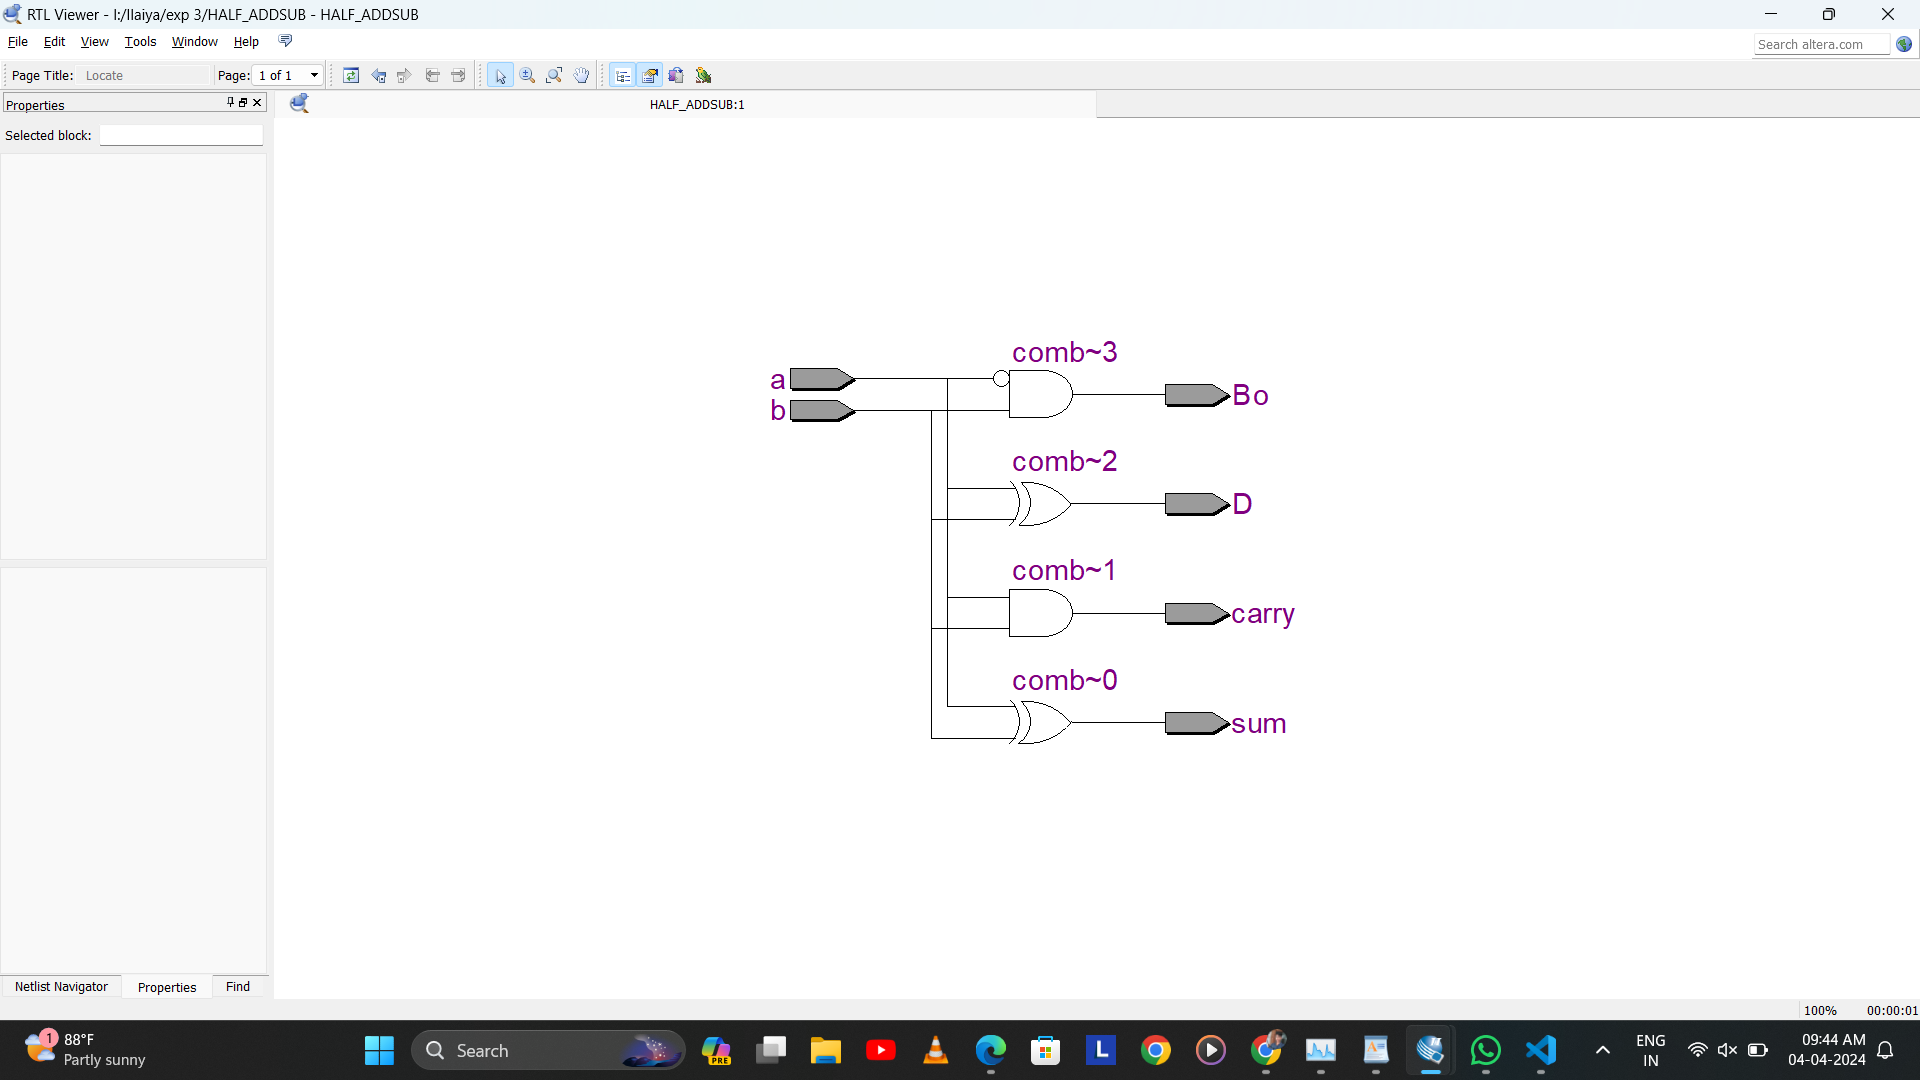 RTL Viewer - I:/Ilaiya/exp 3/HALF_ADDSUB - HALF_ADDSUB
File Edit View Tools Window Help
Search altera.com
Page Title: Locate Page: 1 of 1
Properties
HALF_ADDSUB:1
Selected block:
comb~3
a
b
Bo
comb~2
D
comb~1
carry
comb~0
sum
Netlist Navigator Properties Find
100% 00:00:01
1
88°F
Partly sunny
Search
PRE
L
ENG
IN
09:44 AM
04-04-2024